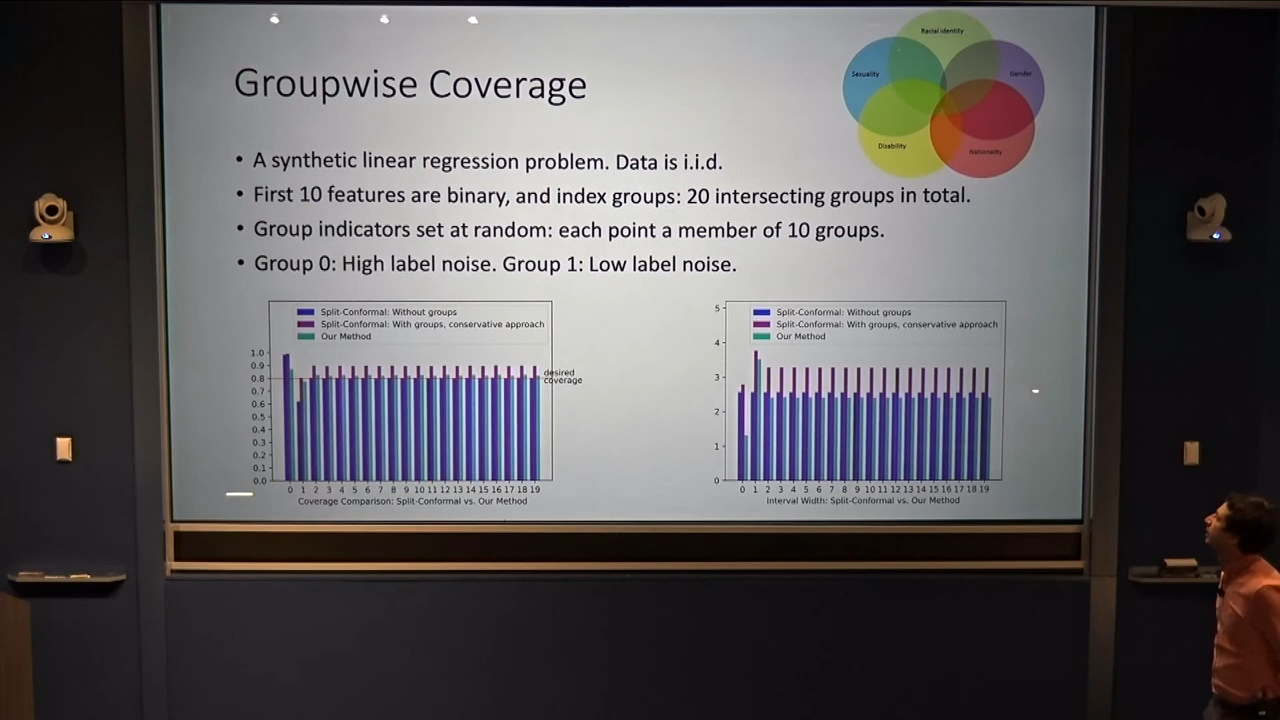 Groupwise Coverage
Racial identity
Sexuality
Gender
Disability
Nationality
• A synthetic linear regression problem. Data is i.i.d.
• First 10 features are binary, and index groups: 20 intersecting groups in total.
• Group indicators set at random: each point a member of 10 groups.
• Group 0: High label noise. Group 1: Low label noise.
Split-Conformal: Without groups
Split-Conformal: With groups, conservative approach
Our Method
1.0
0.9
0.8
0.7
0.6
0.5
0.4
0.3
0.2
0.1
0.0
desired
coverage
0 1 2 3 4 5 6 7 8 9 10 11 12 13 14 15 16 17 18 19
Coverage Comparison: Split-Conformal vs. Our Method
Split-Conformal: Without groups
Split-Conformal: With groups, conservative approach
Our Method
5
4
3
2
1
0
0 1 2 3 4 5 6 7 8 9 10 11 12 13 14 15 16 17 18 19
Interval Width: Split-Conformal vs. Our Method